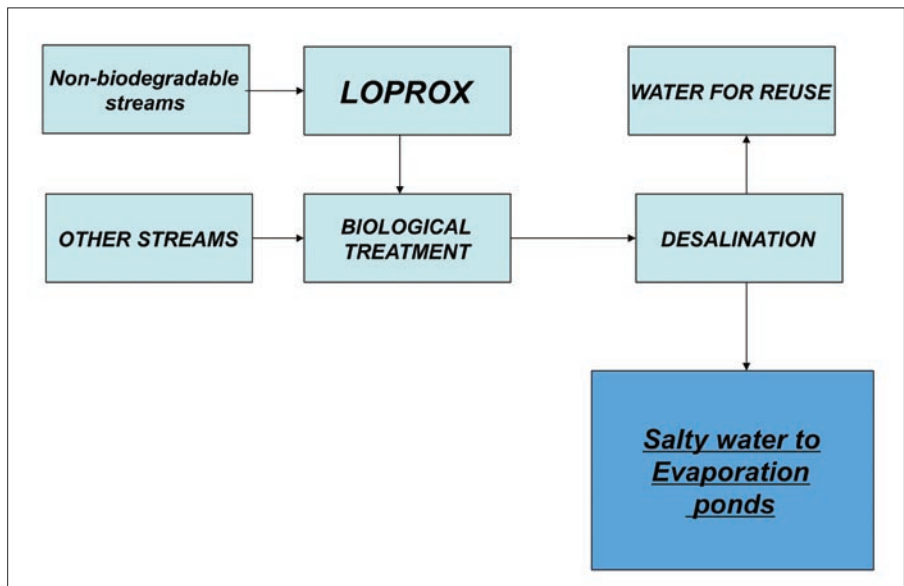 Non-biodegradable
streams
LOPROX
WATER FOR REUSE
OTHER STREAMS
BIOLOGICAL
TREATMENT
DESALINATION
Salty water to
Evaporation
ponds